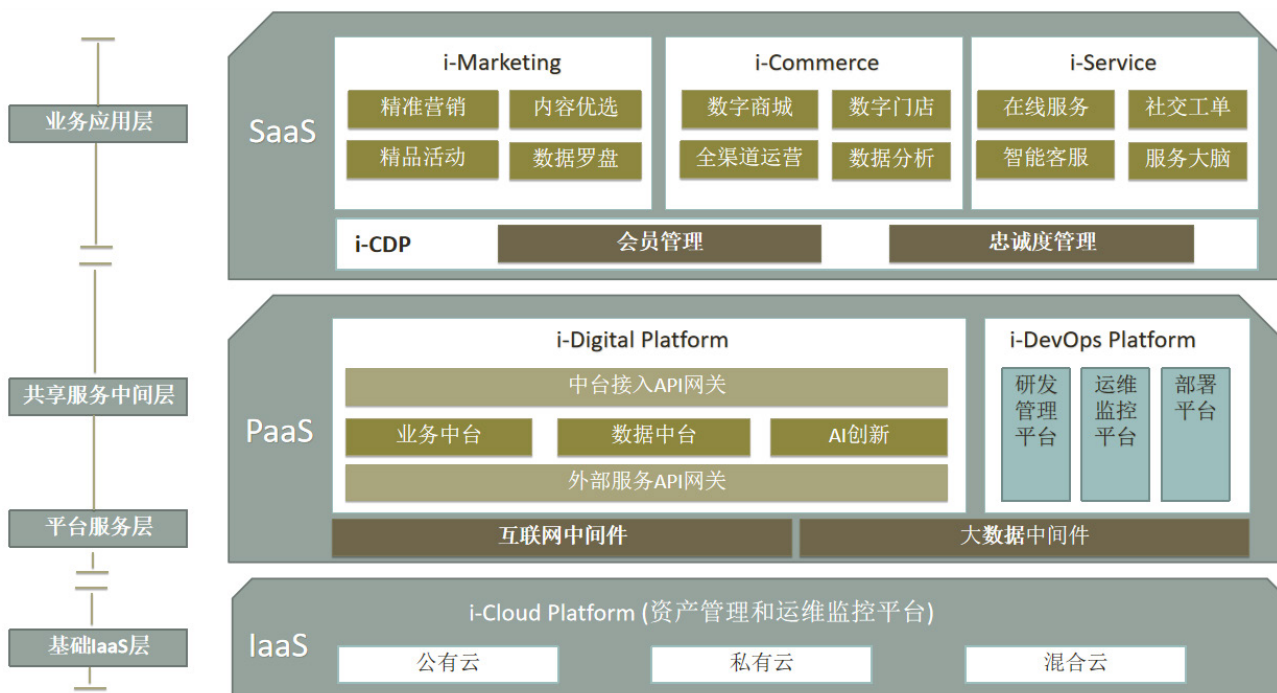 业务应用层
共享服务中间层
平台服务层
基础IaaS层
SaaS
i-Marketing
精准营销
内容优选
精品活动
数据罗盘
i-Commerce
数字商城
数字门店
全渠道运营
数据分析
i-Service
在线服务
社交工单
智能客服
服务大脑
i-CDP
会员管理
忠诚度管理
PaaS
i-Digital Platform
中台接入API网关
业务中台
数据中台
AI创新
外部服务API网关
i-DevOps Platform
研发
管理
平台
运维
监控
平台
部署
平台
互联网中间件
大数据中间件
IaaS
i-Cloud Platform (资产管理和运维监控平台)
公有云
私有云
混合云